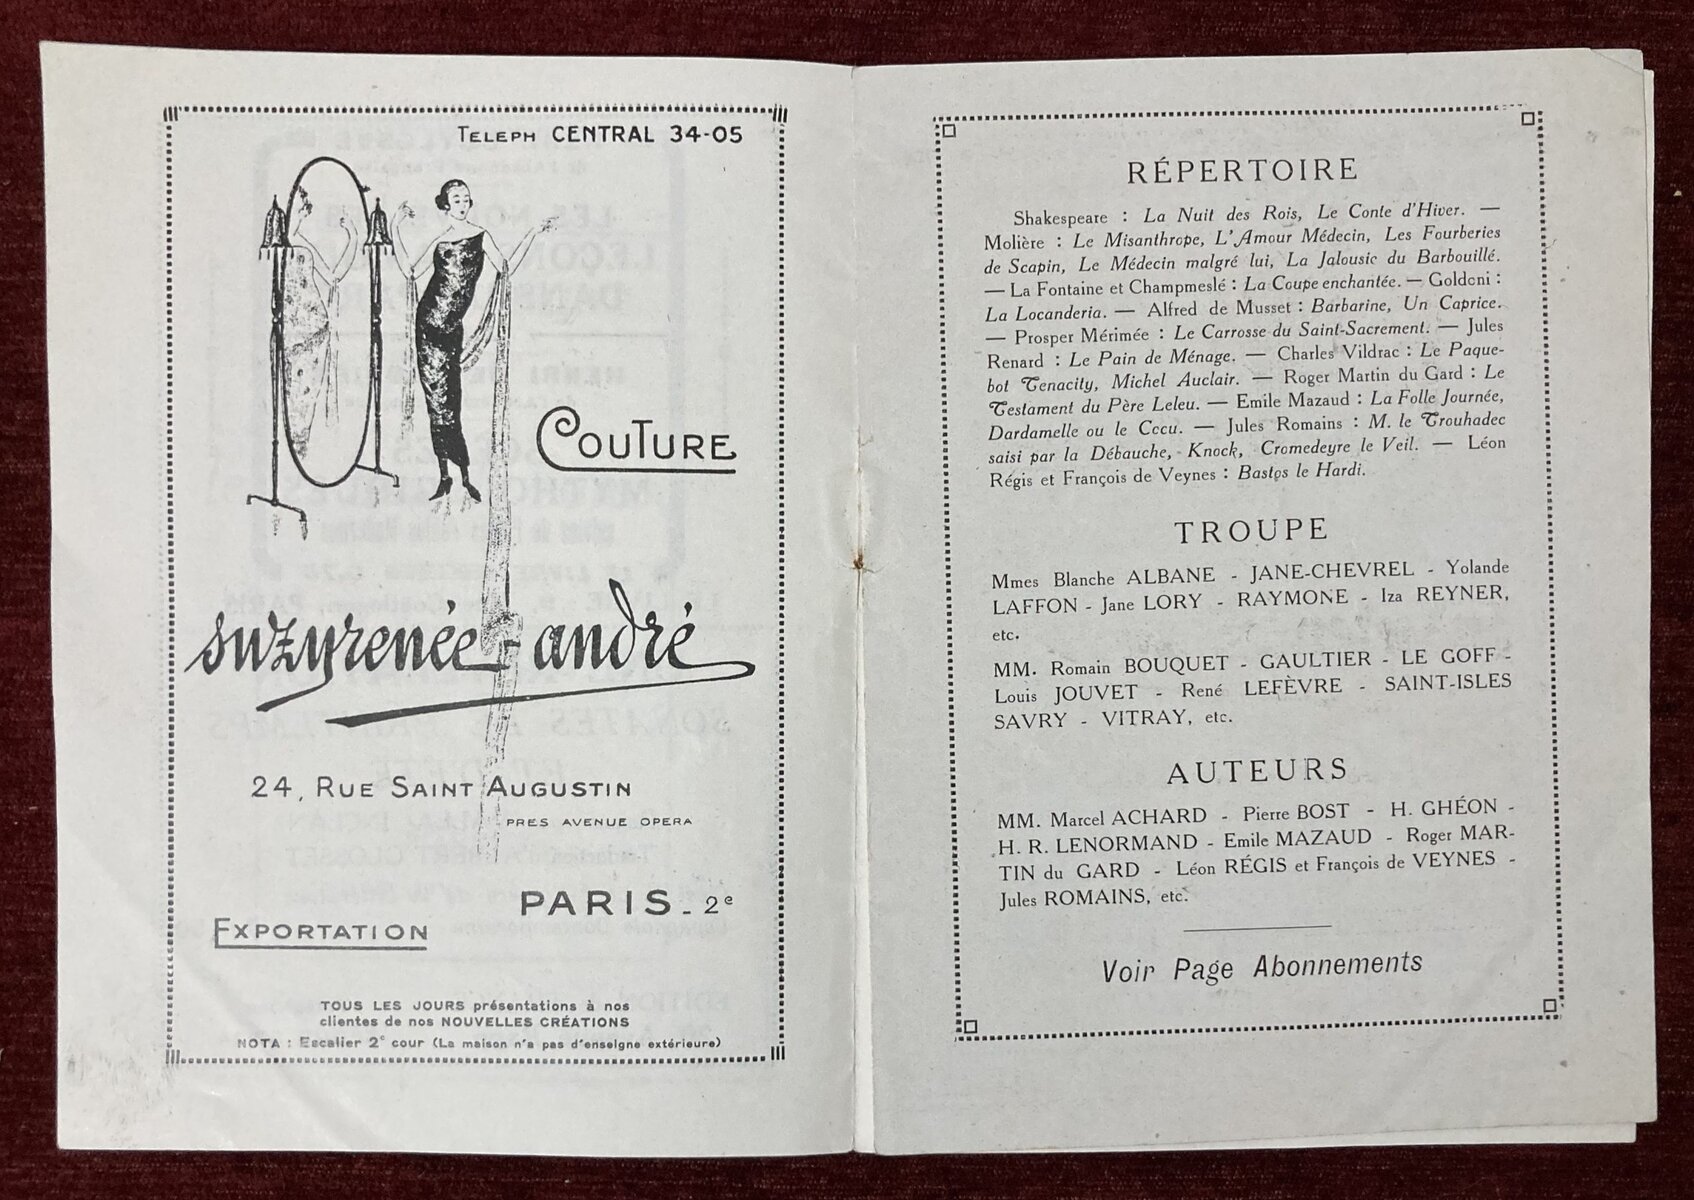 TELEPH CENTRAL 34-05
COUTURE
suzyrenée-andré
24, RUE SAINT AUGUSTIN
PRES AVENUE OPERA
PARIS - 2e
EXPORTATION
TOUS LES JOURS présentations à nos
clientes de nos NOUVELLES CRÉATIONS
NOTA : Escalier 2e cour (La maison n'a pas d'enseigne extérieure)
RÉPERTOIRE
Shakespeare : La Nuit des Rois, Le Conte d'Hiver. —
Molière : Le Misanthrope, L'Amour Médecin, Les Fourberies
de Scapin, Le Médecin malgré lui, La Jalousie du Barbouillé.
— La Fontaine et Champmeslé : La Coupe enchantée. — Goldoni :
La Locanderia. — Alfred de Musset : Barbarine, Un Caprice.
— Prosper Mérimée : Le Carrosse du Saint-Sacrement. — Jules
Renard : Le Pain de Ménage. — Charles Vildrac : Le Paque-
bot Tenacity, Michel Auclair. — Roger Martin du Gard : Le
Testament du Père Leleu. — Emile Mazaud : La Folle Journée,
Dardamelle ou le Cocu. — Jules Romains : M. le Trouhadec
saisi par la Débauche, Knock, Cromedeyre le Veil. — Léon
Régis et François de Veynes : Bastos le Hardi.
TROUPE
Mmes Blanche ALBANE - JANE-CHEVREL - Yolande
LAFFON - Jane LORY - RAYMONE - Iza REYNER,
etc.
MM. Romain BOUQUET - GAULTIER - LE GOFF -
Louis JOUVET - René LEFÈVRE - SAINT-ISLES
SAVRY - VITRAY, etc.
AUTEURS
MM. Marcel ACHARD - Pierre BOST - H. GHÉON -
H. R. LENORMAND - Emile MAZAUD - Roger MAR-
TIN du GARD - Léon RÉGIS et François de VEYNES -
Jules ROMAINS, etc.
Voir Page Abonnements